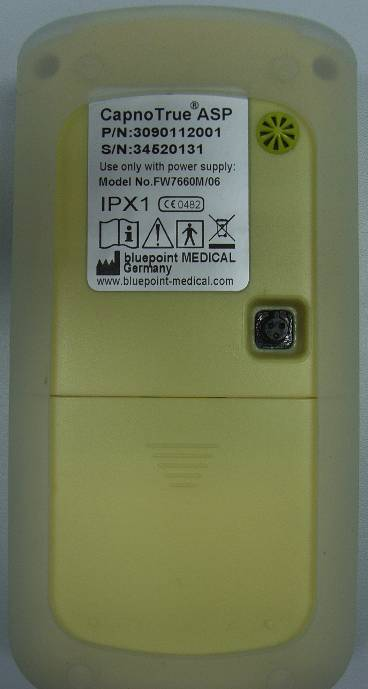 CapnoTrue® ASP
P/N:3090112001
S/N:34520131
Use only with power supply:
Model No.FW7660M/06
IPX1 CE0482
bluepoint MEDICAL
Germany
www.bluepoint-medical.com